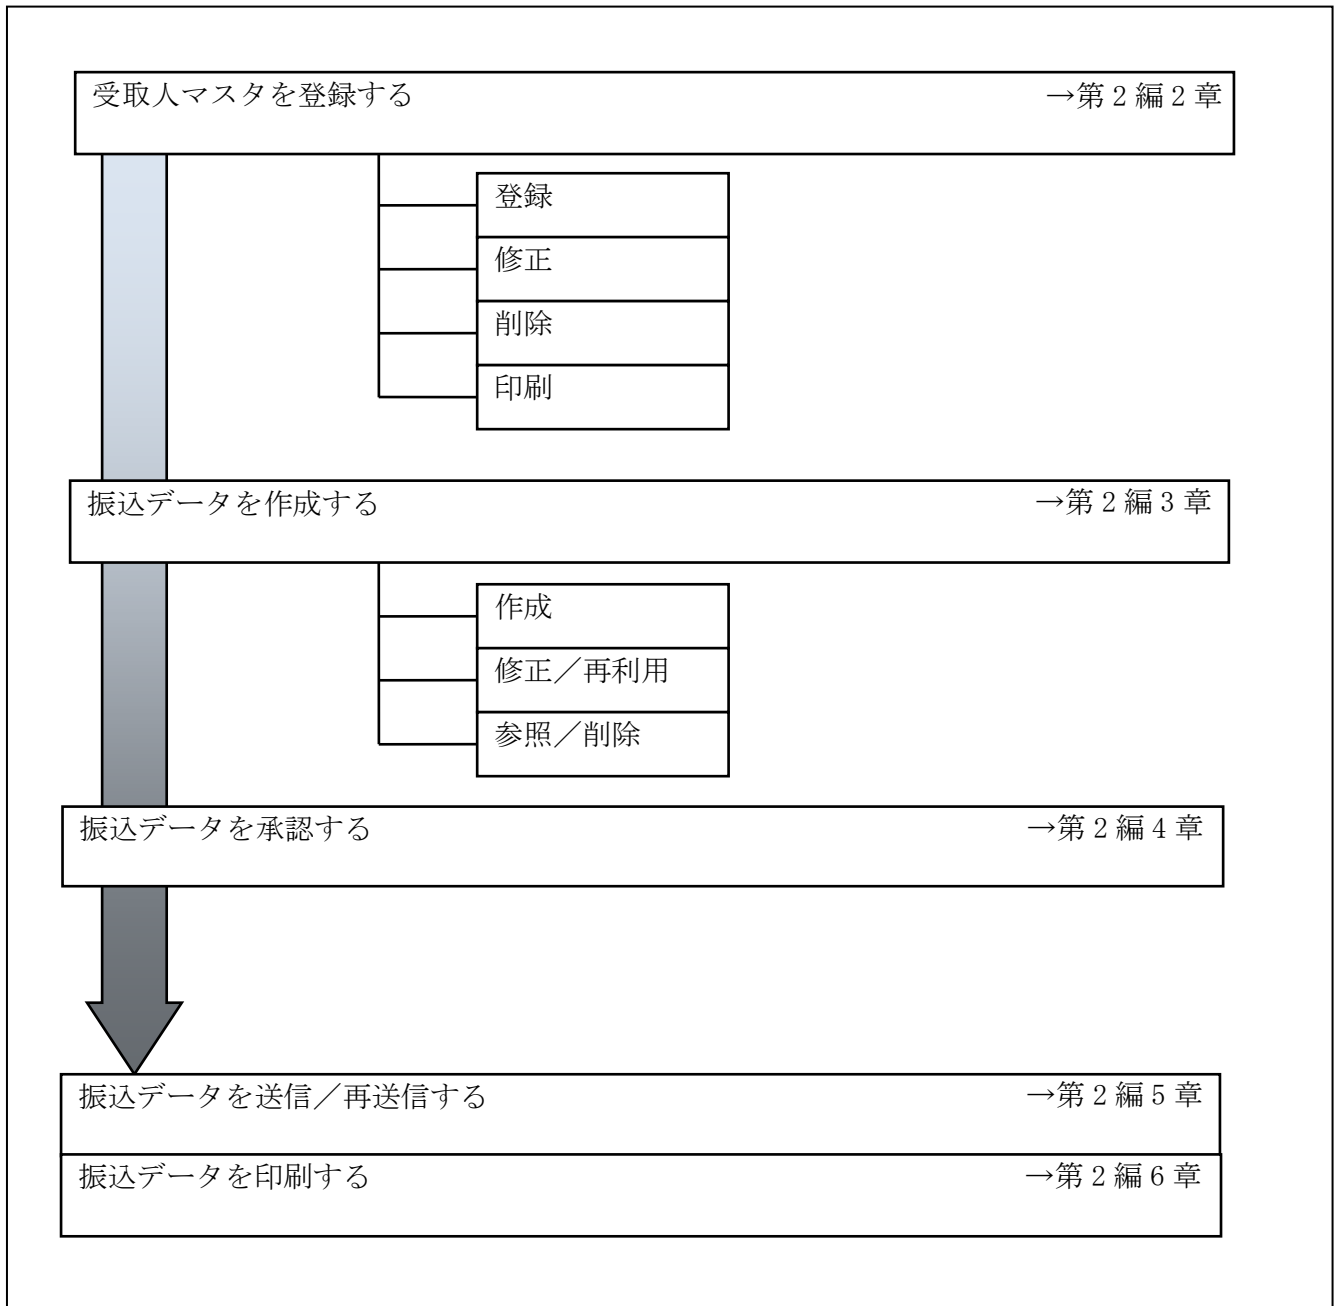 受取人マスタを登録する →第２編２章
登録
修正
削除
印刷
振込データを作成する →第２編３章
作成
修正／再利用
参照／削除
振込データを承認する →第２編４章
振込データを送信／再送信する →第２編５章
振込データを印刷する →第２編６章